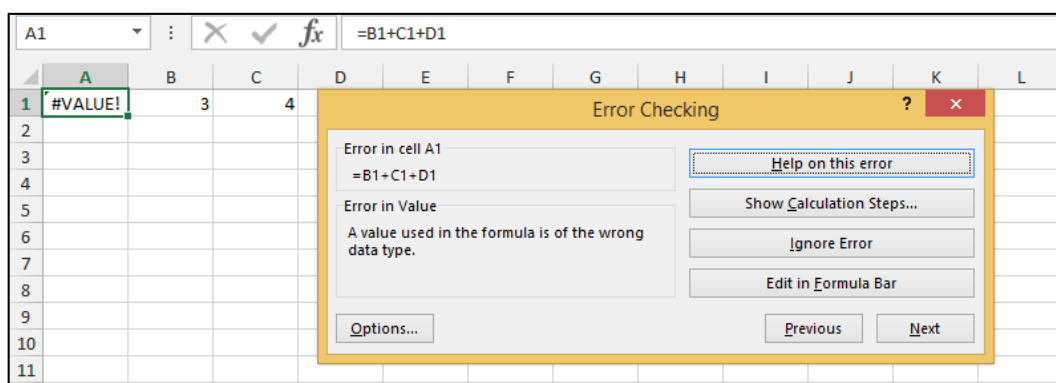 A1 fx =B1+C1+D1
A B C D E F G H I J K L
1 #VALUE! 3 4
2
3
4
5
6
7
8
9
10
11
Error Checking ? ×
Error in cell A1
=B1+C1+D1
Error in Value
A value used in the formula is of the wrong
data type.
Help on this error
Show Calculation Steps...
Ignore Error
Edit in Formula Bar
Options...
Previous Next